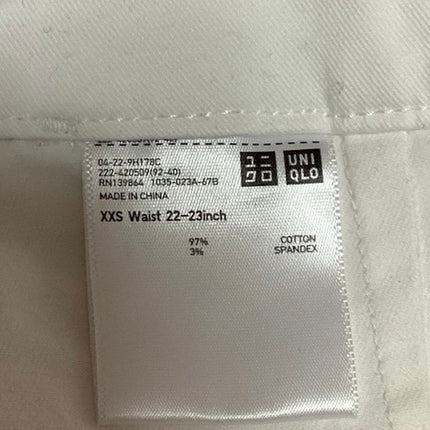 04-22-9H178C
222-420509(92-40)
RN139864 1035-023A-67B
MADE IN CHINA
ユニ
クロ
UNI
QLO
XXS Waist 22-23inch
97% COTTON
3% SPANDEX